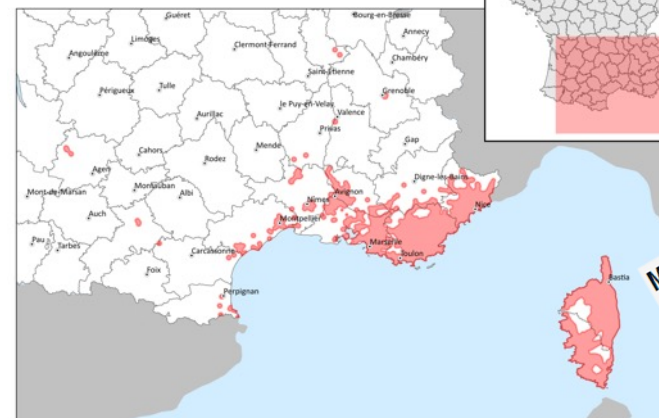 Guéret
Bourg-en-Bresse
Limoges
Annecy
Angoulême
Clermont-Ferrand
Chambéry
Saint-Étienne
Périgueux
Tulle
Grenoble
le Puy-en-Velay
Aurillac
Valence
Privas
Cahors
Mende
Gap
Rodez
Agen
Digne-les-Bains
Mont-de-Marsan
Montauban
Albi
Nîmes
Avignon
Nice
Auch
Montpellier
Pau
Tarbes
Carcassonne
Marseille
Toulon
Foix
Bastia
Perpignan
M